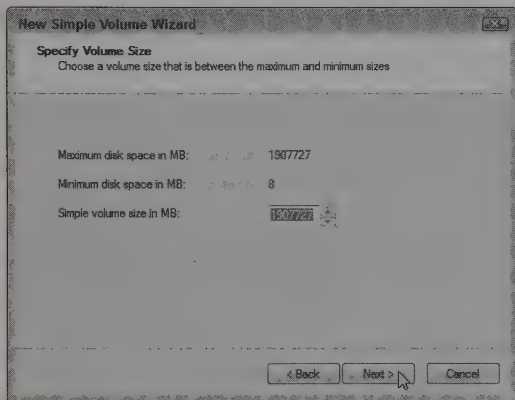 New Simple Volume Wizard
Specify Volume Size
Choose a volume size that is between the maximum and minimum sizes
Maximum disk space in MB: 1907727
Minimum disk space in MB: 8
Simple volume size in MB: 1907727
< Back Next > Cancel